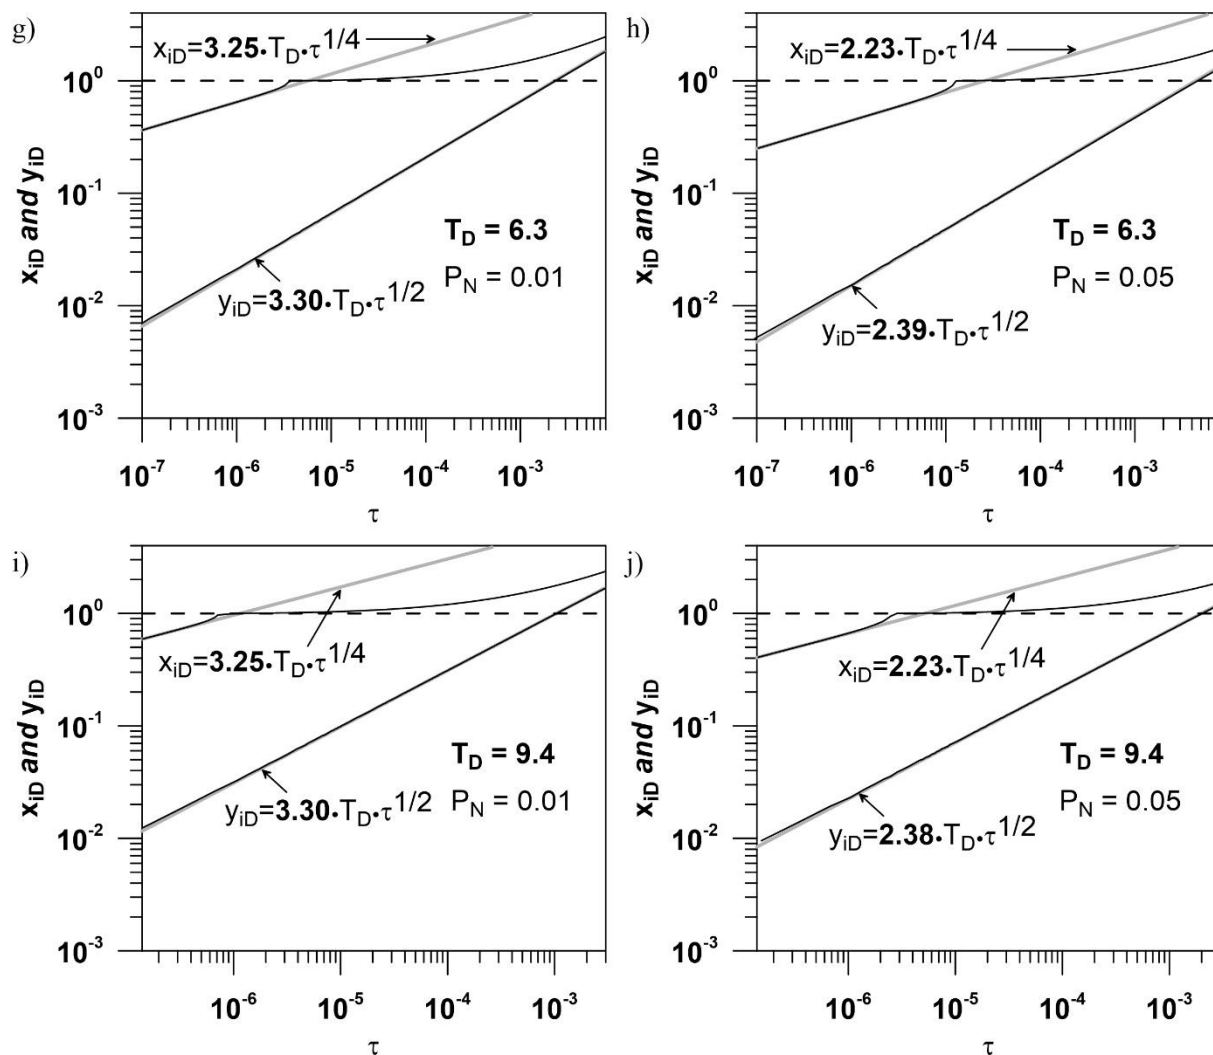 g)
x_iD=3.25·T_D·τ^1/4
10^0
10^-1
10^-2
10^-3
x_iD and y_iD
T_D = 6.3
P_N = 0.01
y_iD=3.30·T_D·τ^1/2
10^-7 10^-6 10^-5 10^-4 10^-3
τ
h)
x_iD=2.23·T_D·τ^1/4
10^0
10^-1
10^-2
10^-3
x_iD and y_iD
T_D = 6.3
P_N = 0.05
y_iD=2.39·T_D·τ^1/2
10^-7 10^-6 10^-5 10^-4 10^-3
τ
i)
10^0
10^-1
10^-2
10^-3
x_iD and y_iD
x_iD=3.25·T_D·τ^1/4
T_D = 9.4
P_N = 0.01
y_iD=3.30·T_D·τ^1/2
10^-6 10^-5 10^-4 10^-3
τ
j)
10^0
10^-1
10^-2
10^-3
x_iD and y_iD
x_iD=2.23·T_D·τ^1/4
T_D = 9.4
P_N = 0.05
y_iD=2.38·T_D·τ^1/2
10^-6 10^-5 10^-4 10^-3
τ